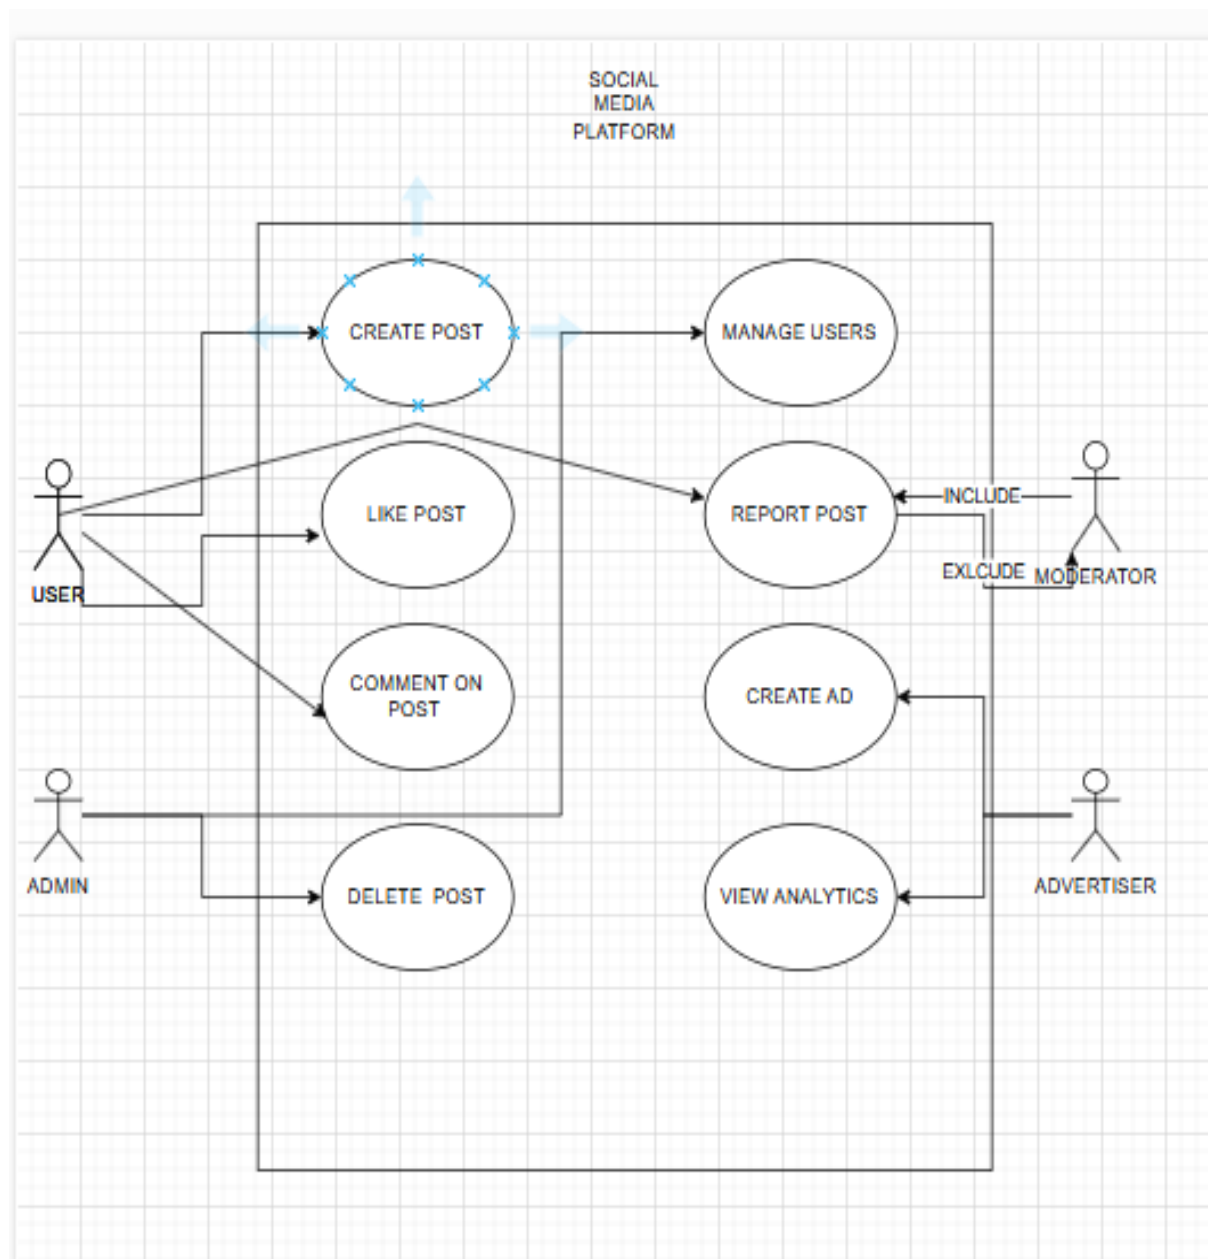 SOCIAL
MEDIA
PLATFORM
CREATE POST
MANAGE USERS
LIKE POST
REPORT POST
INCLUDE
EXLCUDE
MODERATOR
USER
COMMENT ON
POST
CREATE AD
ADMIN
DELETE POST
VIEW ANALYTICS
ADVERTISER